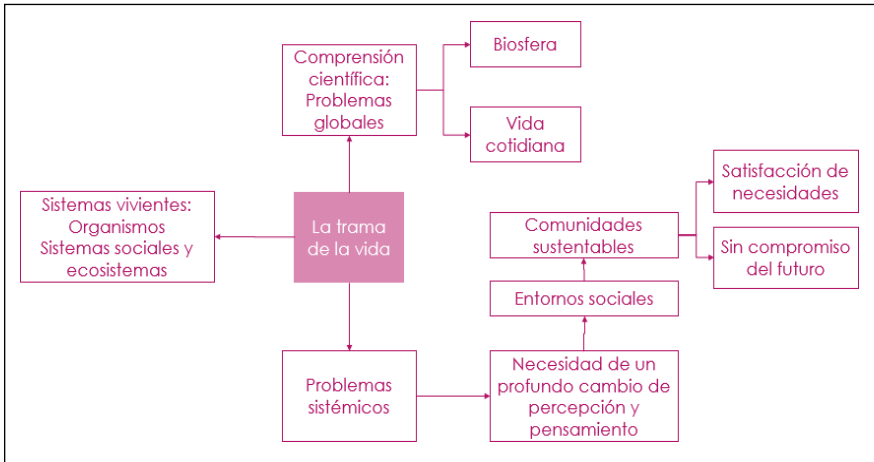 Comprensión
científica:
Problemas
globales
Biosfera
Vida
cotidiana
Sistemas vivientes:
Organismos
Sistemas sociales y
ecosistemas
La trama
de la vida
Comunidades
sustentables
Satisfacción de
necesidades
Sin compromiso
del futuro
Entornos sociales
Problemas
sistémicos
Necesidad de un
profundo cambio de
percepción y
pensamiento